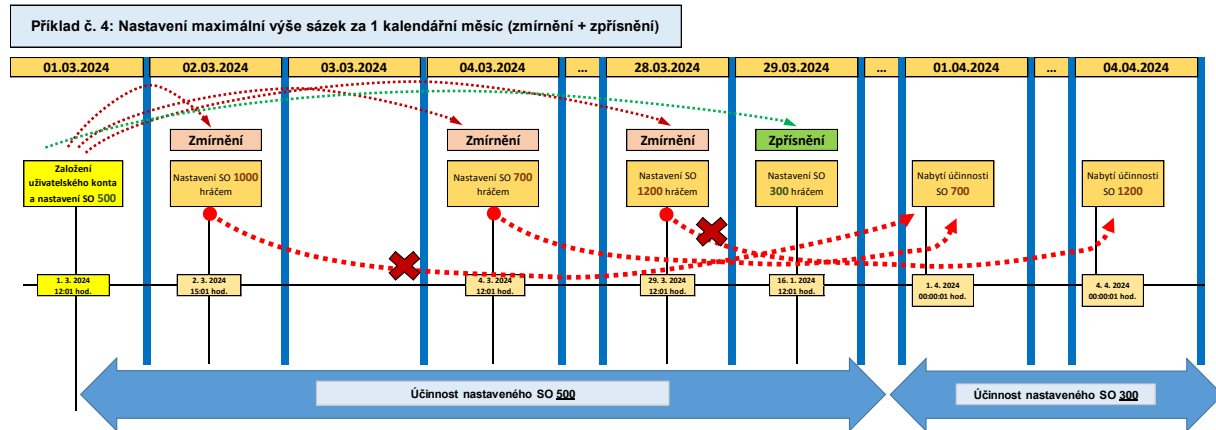 Příklad č. 4: Nastavení maximální výše sázek za 1 kalendářní měsíc (zmírnění + zpřísnění)
01.03.2024
02.03.2024
03.03.2024
04.03.2024
...
28.03.2024
29.03.2024
...
01.04.2024
...
04.04.2024
Zmírnění
Zmírnění
Zmírnění
Zpřísnění
Založení
uživatelského konta
a nastavení SO 500
Nastavení SO 1000
hráčem
Nastavení SO 700
hráčem
Nastavení SO
1200 hráčem
Nastavení SO
300 hráčem
Nabytí účinnosti
SO 700
Nabytí účinnosti
SO 1200
1. 3. 2024
12:01 hod.
2. 3. 2024
15:01 hod.
4. 3. 2024
12:01 hod.
29. 3. 2024
12:01 hod.
16. 1. 2024
12:01 hod.
1. 4. 2024
00:00:01 hod.
4. 4. 2024
00:00:01 hod.
Účinnost nastaveného SO 500
Účinnost nastaveného SO 300